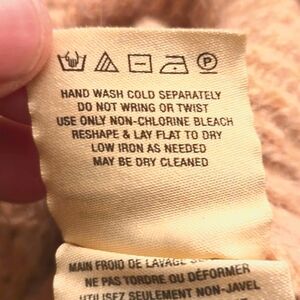 P
HAND WASH COLD SEPARATELY
DO NOT WRING OR TWIST
USE ONLY NON-CHLORINE BLEACH
RESHAPE & LAY FLAT TO DRY
LOW IRON AS NEEDED
MAY BE DRY CLEANED
MAIN FROID DE LAVAGE
NE PAS TORDRE OU DÉFORMER
UTILISEZ SEULEMENT NON-JAVEL